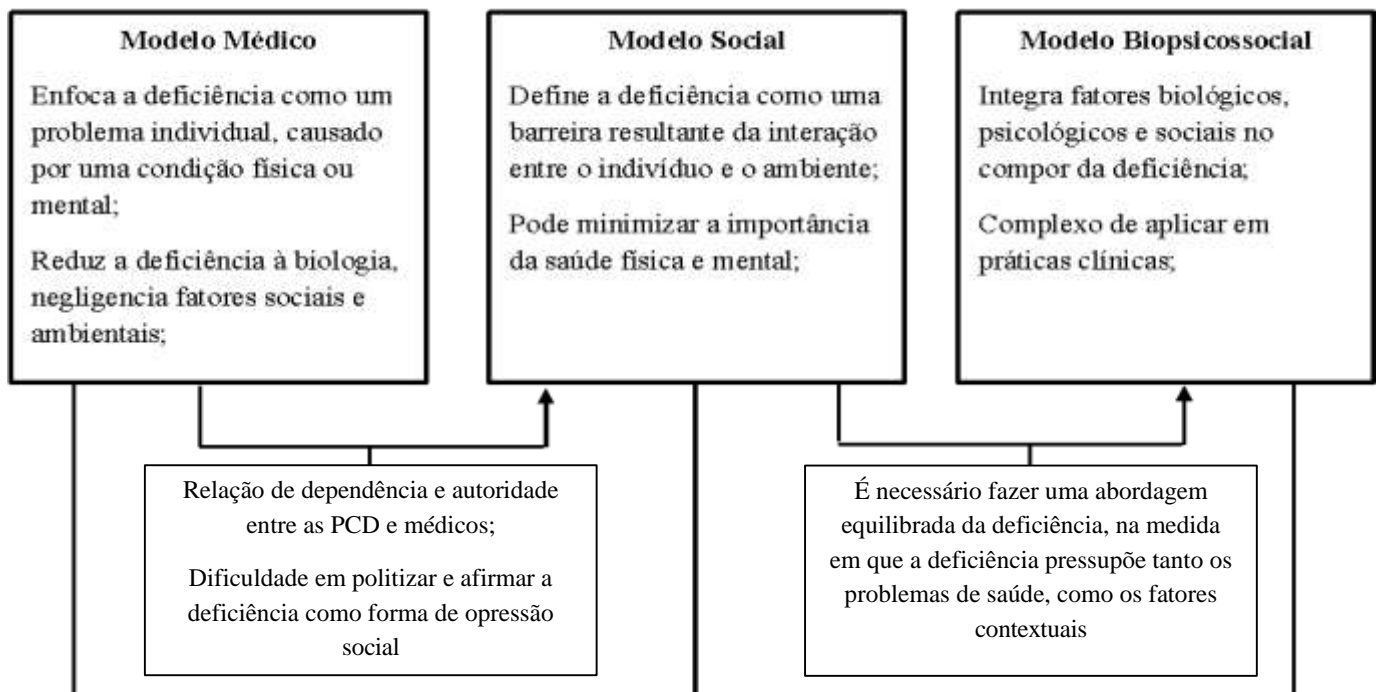 Modelo Médico
Enfoca a deficiência como um
problema individual, causado
por uma condição física ou
mental;
Reduz a deficiência à biologia,
negligencia fatores sociais e
ambientais;
Modelo Social
Define a deficiência como uma
barreira resultante da interação
entre o indivíduo e o ambiente;
Pode minimizar a importância
da saúde física e mental;
Modelo Biopsicossocial
Integra fatores biológicos,
psicológicos e sociais no
compor da deficiência;
Complexo de aplicar em
práticas clínicas;
Relação de dependência e autoridade
entre as PCD e médicos;
Dificuldade em politizar e afirmar a
deficiência como forma de opressão
social
É necessário fazer uma abordagem
equilibrada da deficiência, na medida
em que a deficiência pressupõe tanto os
problemas de saúde, como os fatores
contextuais